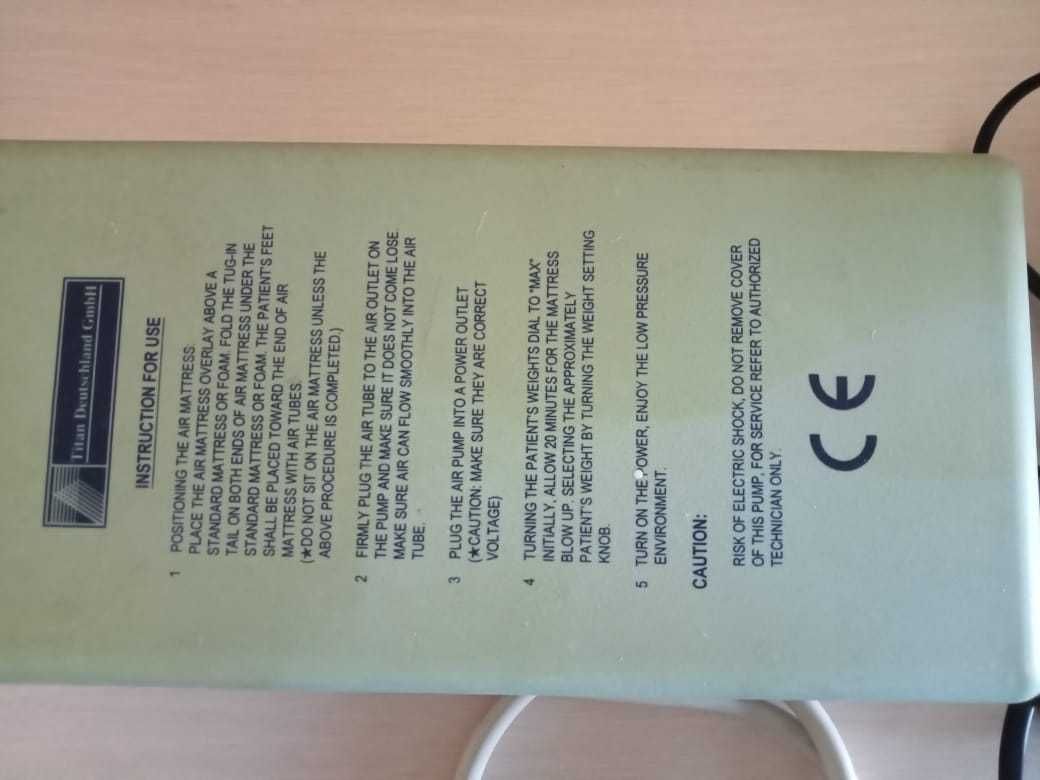 Titan Deutschland GmbH
INSTRUCTION FOR USE
1 POSITIONING THE AIR MATTRESS:
PLACE THE AIR MATTRESS OVERLAY ABOVE A
STANDARD MATTRESS OR FOAM. FOLD THE TUG-IN
TAIL ON BOTH ENDS OF AIR MATTRESS UNDER THE
STANDARD MATTRESS OR FOAM. THE PATIENT'S FEET
SHALL BE PLACED TOWARD THE END OF AIR
MATTRESS WITH AIR TUBES.
(★DO NOT SIT ON THE AIR MATTRESS UNLESS THE
ABOVE PROCEDURE IS COMPLETED.)
2 FIRMLY PLUG THE AIR TUBE TO THE AIR OUTLET ON
THE PUMP AND MAKE SURE IT DOES NOT COME LOSE.
MAKE SURE AIR CAN FLOW SMOOTHLY INTO THE AIR
TUBE.
3 PLUG THE AIR PUMP INTO A POWER OUTLET
(★CAUTION: MAKE SURE THEY ARE CORRECT
VOLTAGE)
4 TURNING THE PATIENT'S WEIGHTS DIAL TO "MAX"
INITIALLY, ALLOW 20 MINUTES FOR THE MATTRESS
BLOW UP. SELECTING THE APPROXIMATELY
PATIENT'S WEIGHT BY TURNING THE WEIGHT SETTING
KNOB.
5 TURN ON THE POWER, ENJOY THE LOW PRESSURE
ENVIRONMENT.
CAUTION:
RISK OF ELECTRIC SHOCK, DO NOT REMOVE COVER
OF THIS PUMP, FOR SERVICE REFER TO AUTHORIZED
TECHNICIAN ONLY.
CE